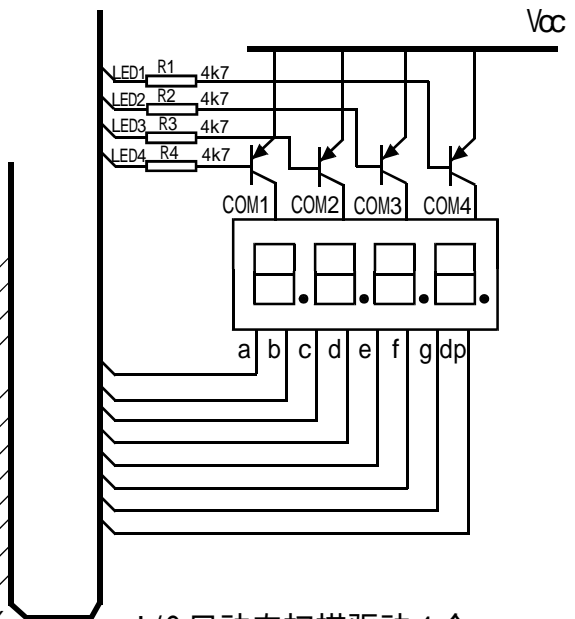 Vcc
LED1 R1 4k7
LED2 R2 4k7
LED3 R3 4k7
LED4 R4 4k7
COM1 COM2 COM3 COM4
a b c d e f g dp